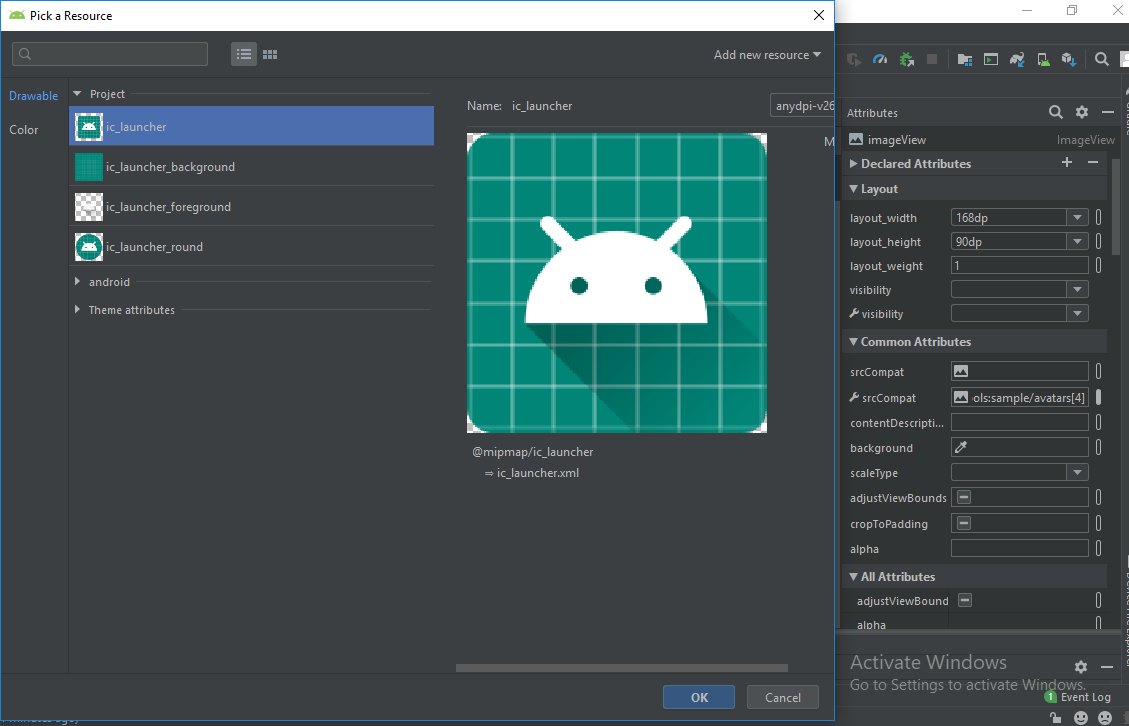 Pick a Resource
Add new resource
Drawable
Color
Project
ic_launcher
ic_launcher_background
ic_launcher_foreground
ic_launcher_round
android
Theme attributes
Name: ic_launcher
anydpi-v26
M
@mipmap/ic_launcher
⇒ ic_launcher.xml
OK
Cancel
Attributes
imageView ImageView
Declared Attributes
Layout
layout_width 168dp
layout_height 90dp
layout_weight 1
visibility
visibility
Common Attributes
srcCompat
srcCompat ols:sample/avatars[4]
contentDescripti...
background
scaleType
adjustViewBounds
cropToPadding
alpha
All Attributes
adjustViewBound
alpha
Activate Windows
Go to Settings to activate Windows.
1 Event Log